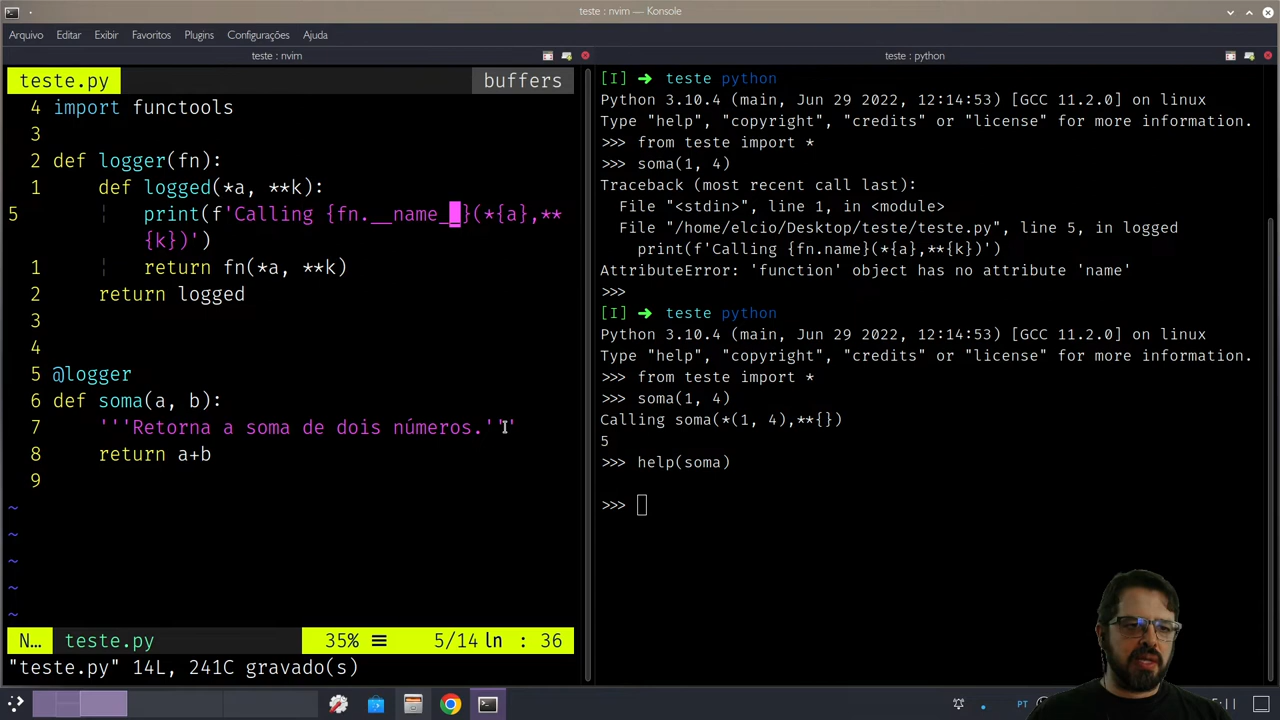 teste : nvim — Konsole
Arquivo Editar Exibir Favoritos Plugins Configurações Ajuda
teste : nvim
teste.py buffers
4 import functools
3
2 def logger(fn):
1 def logged(*a, **k):
5 print(f'Calling {fn.__name__}(*{a},**
{k})')
1 return fn(*a, **k)
2 return logged
3
4
5 @logger
6 def soma(a, b):
7 '''Retorna a soma de dois números.'''
8 return a+b
9
~
~
~
~
~
N... teste.py 35% ☰ 5/14 ln : 36
"teste.py" 14L, 241C gravado(s)
teste : python
[I] ➜ teste python
Python 3.10.4 (main, Jun 29 2022, 12:14:53) [GCC 11.2.0] on linux
Type "help", "copyright", "credits" or "license" for more information.
>>> from teste import *
>>> soma(1, 4)
Traceback (most recent call last):
File "<stdin>", line 1, in <module>
File "/home/elcio/Desktop/teste/teste.py", line 5, in logged
print(f'Calling {fn.name}(*{a},**{k})')
AttributeError: 'function' object has no attribute 'name'
>>>
[I] ➜ teste python
Python 3.10.4 (main, Jun 29 2022, 12:14:53) [GCC 11.2.0] on linux
Type "help", "copyright", "credits" or "license" for more information.
>>> from teste import *
>>> soma(1, 4)
Calling soma(*(1, 4),**{})
5
>>> help(soma)
>>>
PT